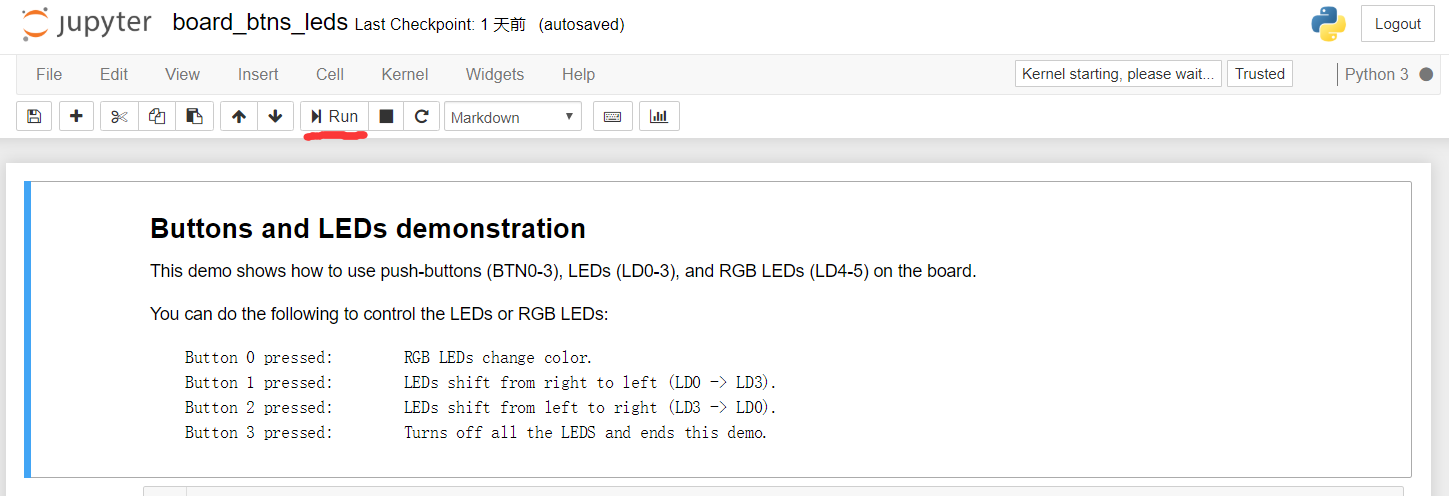 jupyter board_btns_leds Last Checkpoint: 1 天前 (autosaved) Logout
File Edit View Insert Cell Kernel Widgets Help Kernel starting, please wait... Trusted Python 3
Run Markdown
Buttons and LEDs demonstration
This demo shows how to use push-buttons (BTN0-3), LEDs (LD0-3), and RGB LEDs (LD4-5) on the board.
You can do the following to control the LEDs or RGB LEDs:
Button 0 pressed: RGB LEDs change color.
Button 1 pressed: LEDs shift from right to left (LD0 -> LD3).
Button 2 pressed: LEDs shift from left to right (LD3 -> LD0).
Button 3 pressed: Turns off all the LEDS and ends this demo.